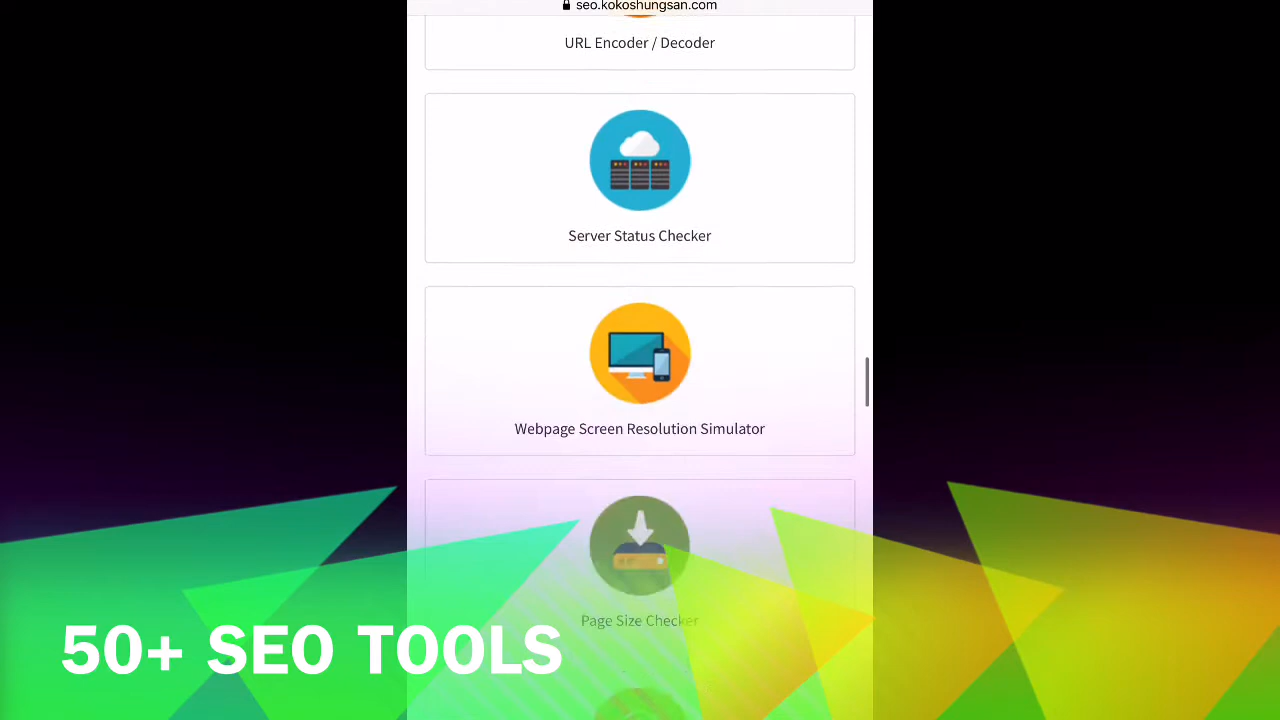 seo.kokoshungsan.com
URL Encoder / Decoder
Server Status Checker
Webpage Screen Resolution Simulator
Page Size Checker
50+ SEO TOOLS